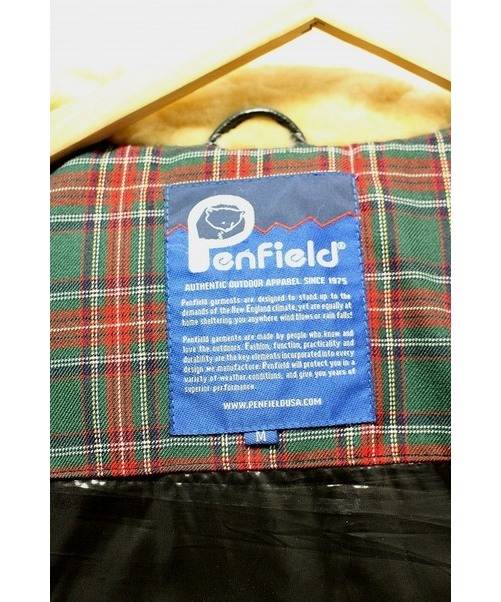 Penfield®
AUTHENTIC OUTDOOR APPAREL SINCE 1975
Penfield garments are designed to stand up to the
demands of the New England climate, yet are equally at
home sheltering you anywhere wind blows or rain falls!
Penfield garments are made by people who know and
love the outdoors. Fashion, function, practicality and
durability are the key elements incorporated into every
design we manufacture. Penfield will protect you in a
variety of weather conditions, and give you years of
superior performance.
WWW.PENFIELDUSA.COM
M